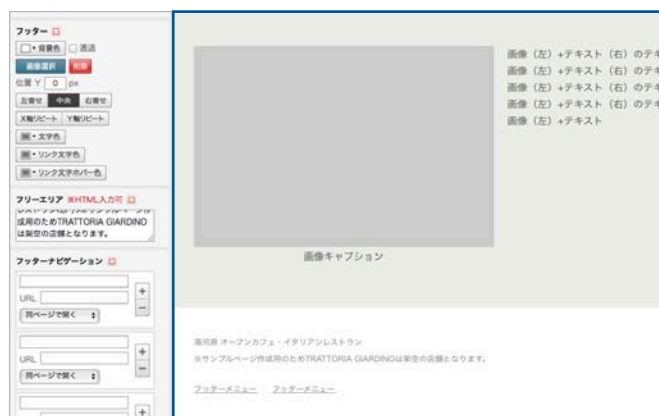 フッター
背景色 透過
画像選択 削除
位置 Y 0 px
左寄せ 中央 右寄せ
X軸リピート Y軸リピート
文字色
リンク文字色
リンク文字ホバー色
フリーエリア ※HTML入力可
成用のためTRATTORIA GIARDINO
は架空の店舗となります。
フッターナビゲーション
URL
同ページで開く
+
−
URL
同ページで開く
+
−
+
画像（左）+テキスト（右）のテキ
画像（左）+テキスト（右）のテキ
画像（左）+テキスト（右）のテキ
画像（左）+テキスト（右）のテキ
画像（左）+テキスト
画像キャプション
湯河原 オープンカフェ・イタリアンレストラン
※サンプルページ作成用のためTRATTORIA GIARDINOは架空の店舗となります。
フッターメニュー フッターメニュー